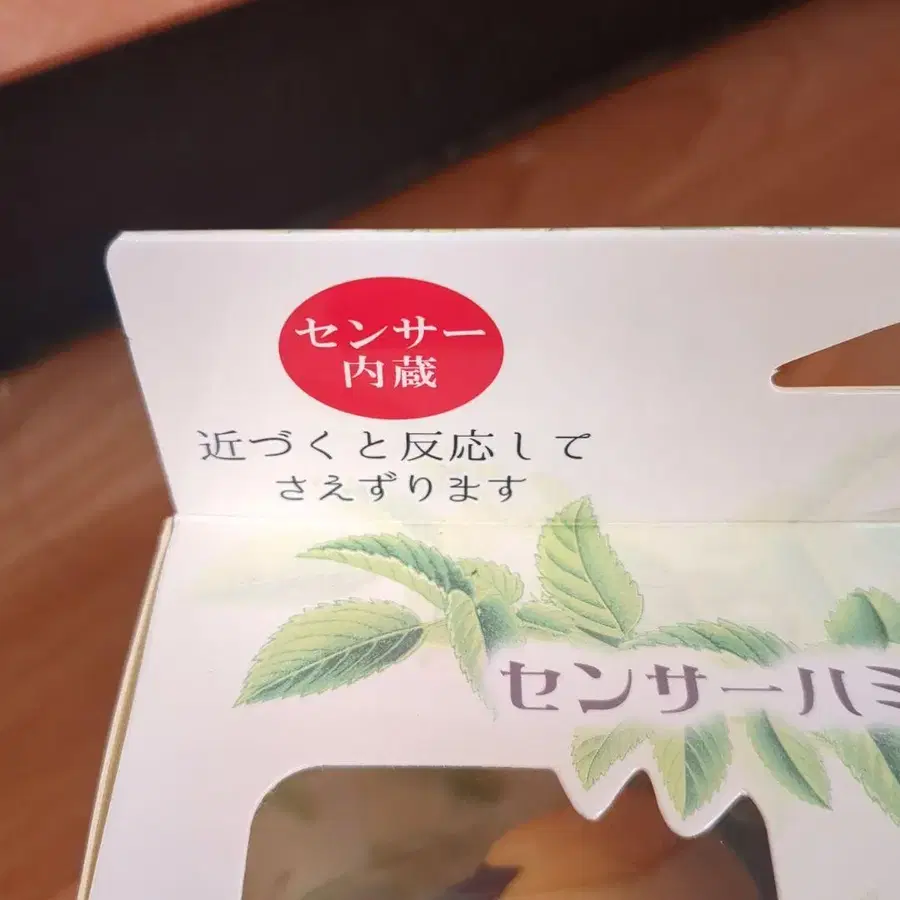 センサー
内蔵
近づくと反応して
さえずります
センサーハミ